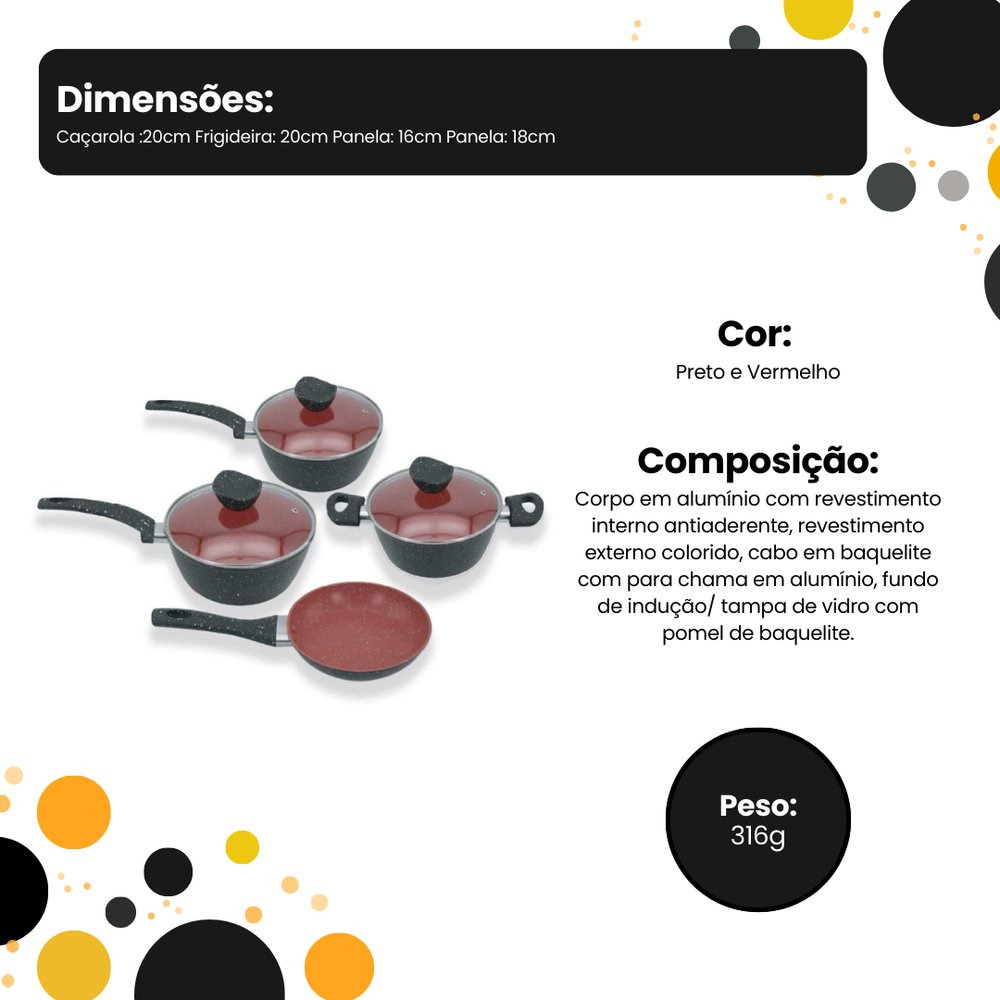 Dimensões:
Caçarola :20cm Frigideira: 20cm Panela: 16cm Panela: 18cm
Cor:
Preto e Vermelho
Composição:
Corpo em alumínio com revestimento
interno antiaderente, revestimento
externo colorido, cabo em baquelite
com para chama em alumínio, fundo
de indução/ tampa de vidro com
pomel de baquelite.
Peso:
316g